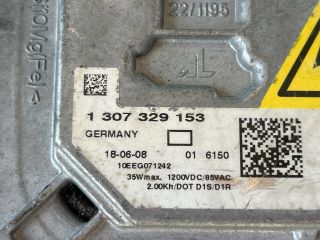 22/1195
1 307 329 153
GERMANY
18-06-08 01 6150
10EEG071242
35Wmax. 1200VDC/85VAC
2.00Kh/DOT D1S/D1R